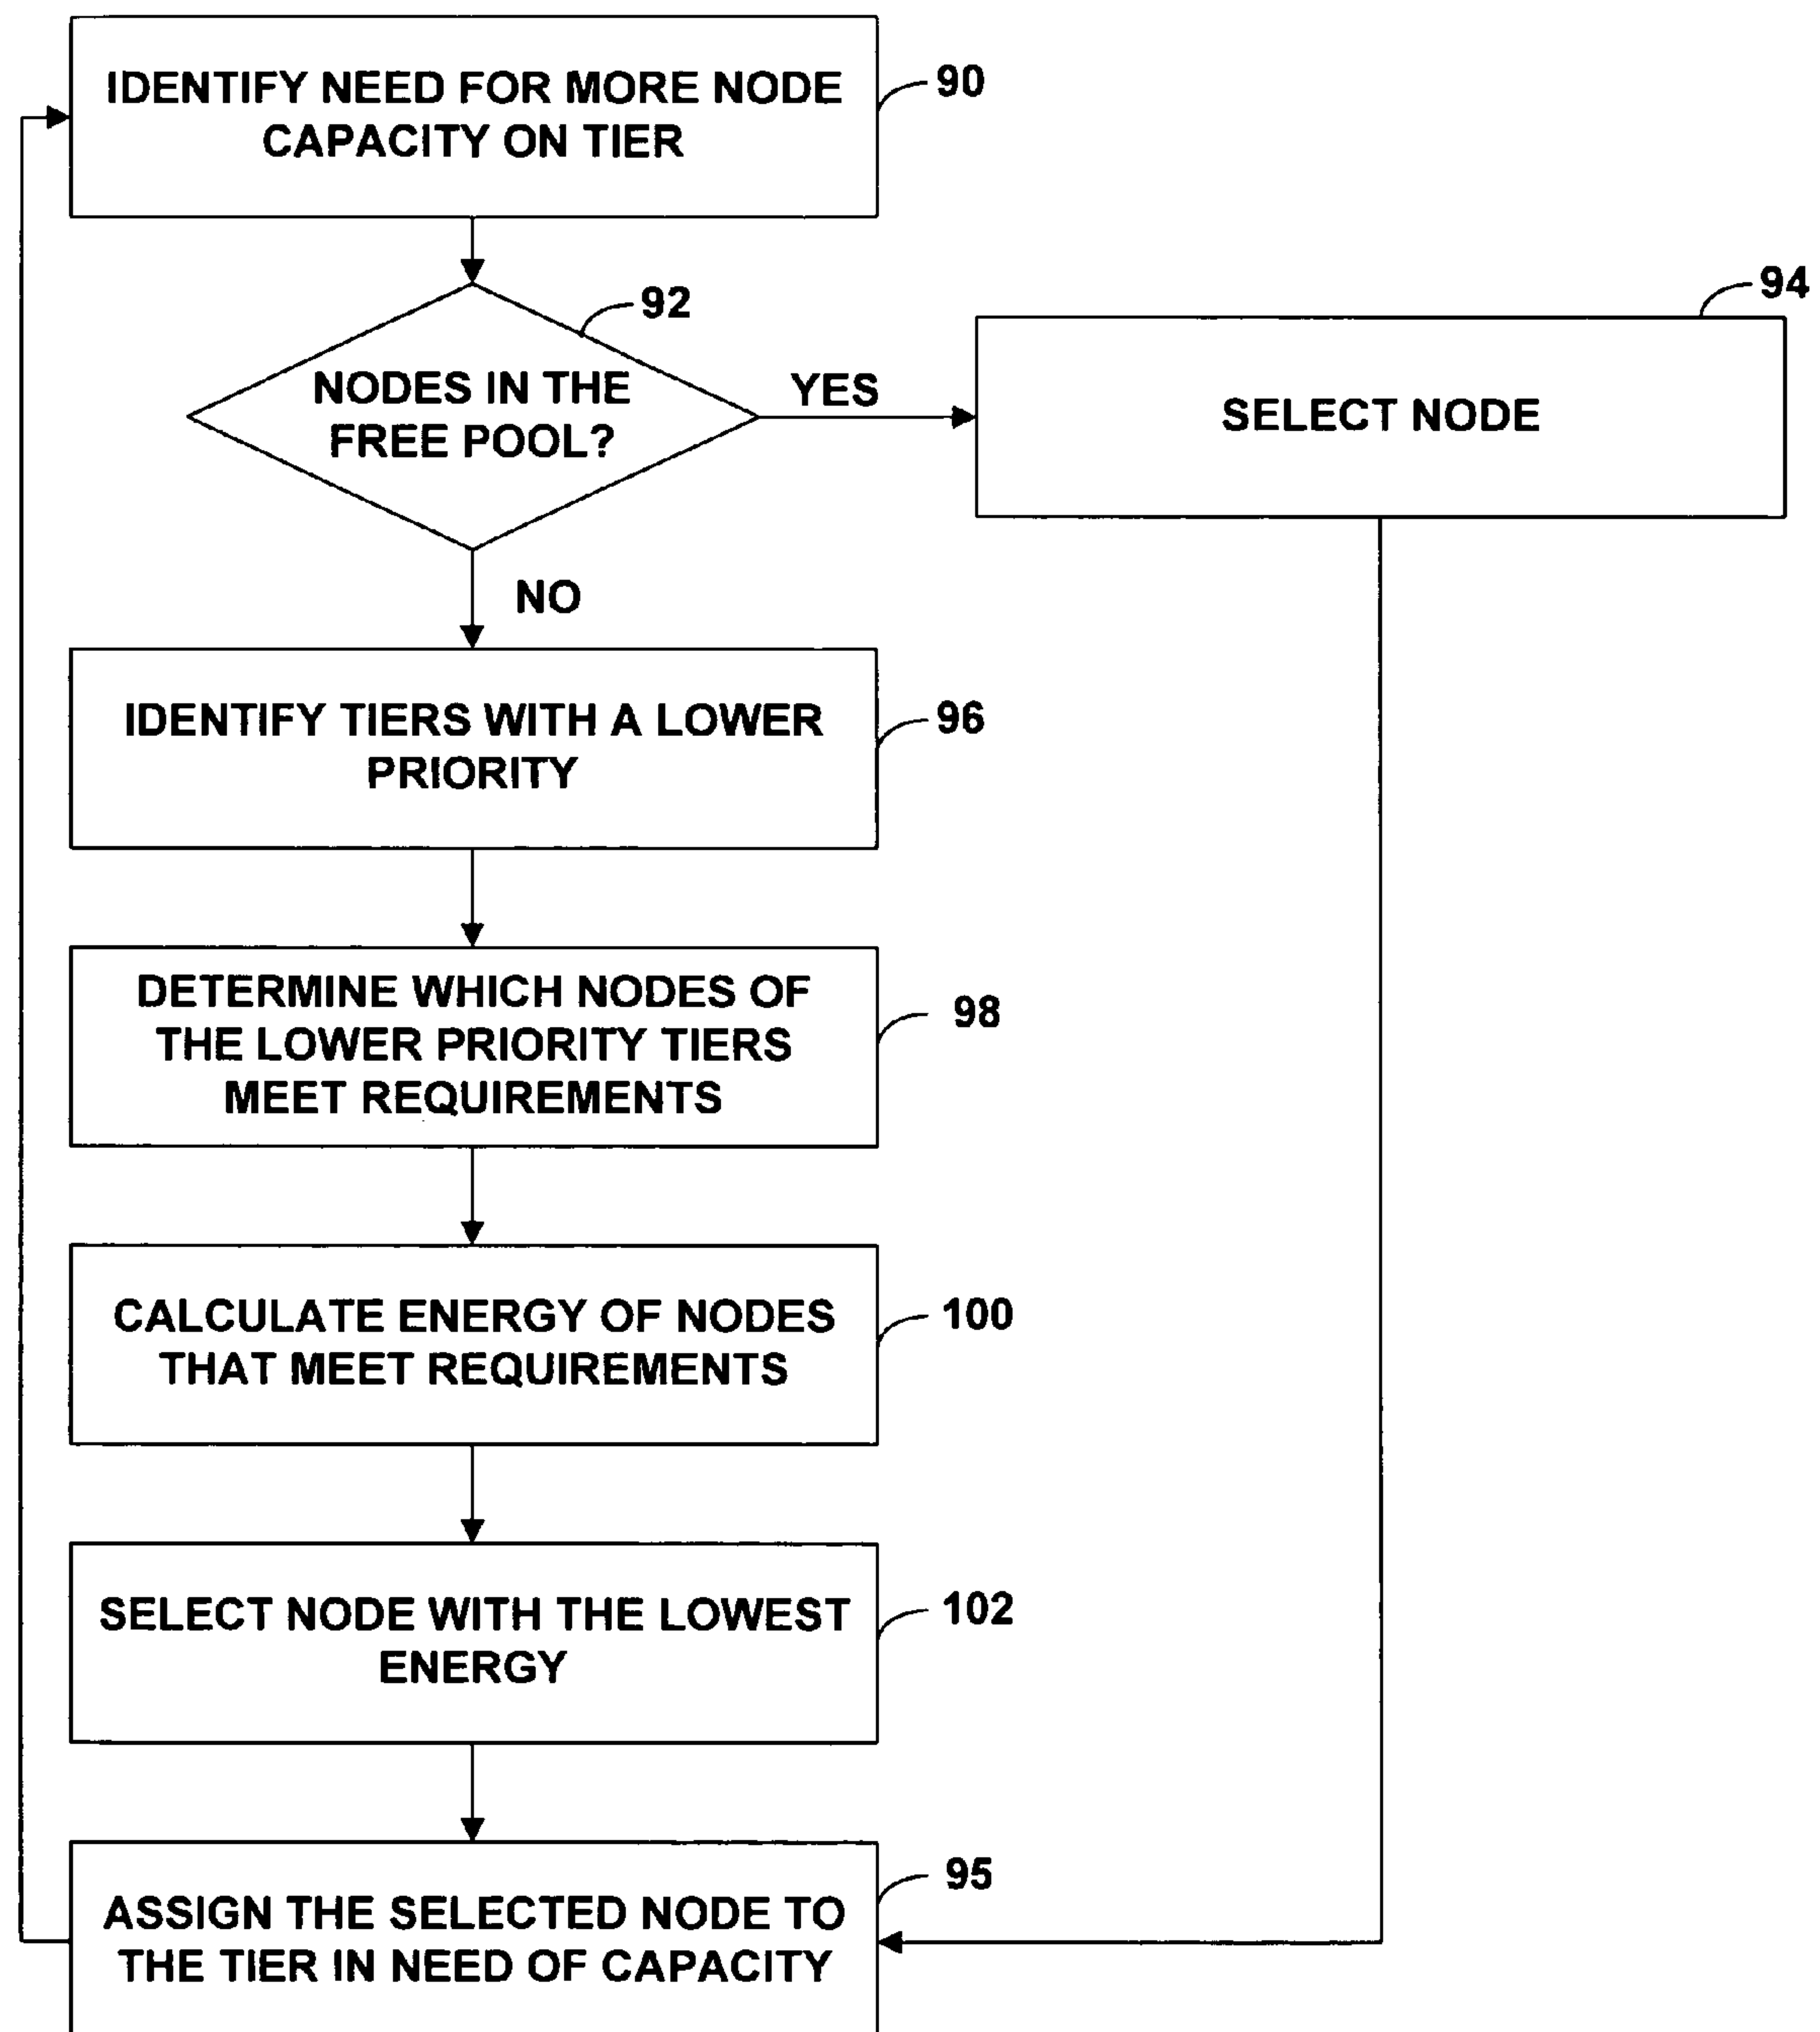 IDENTIFY NEED FOR MORE NODE
CAPACITY ON TIER
90
92
NODES IN THE
FREE POOL?
YES
94
SELECT NODE
NO
IDENTIFY TIERS WITH A LOWER
PRIORITY
96
DETERMINE WHICH NODES OF
THE LOWER PRIORITY TIERS
MEET REQUIREMENTS
98
CALCULATE ENERGY OF NODES
THAT MEET REQUIREMENTS
100
SELECT NODE WITH THE LOWEST
ENERGY
102
ASSIGN THE SELECTED NODE TO
THE TIER IN NEED OF CAPACITY
95